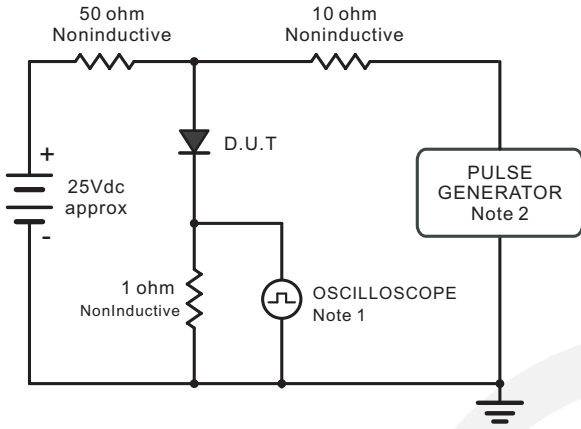 50 ohm
Noninductive
10 ohm
Noninductive
D.U.T
+
25Vdc
approx
-
PULSE
GENERATOR
Note 2
1 ohm
NonInductive
OSCILLOSCOPE
Note 1